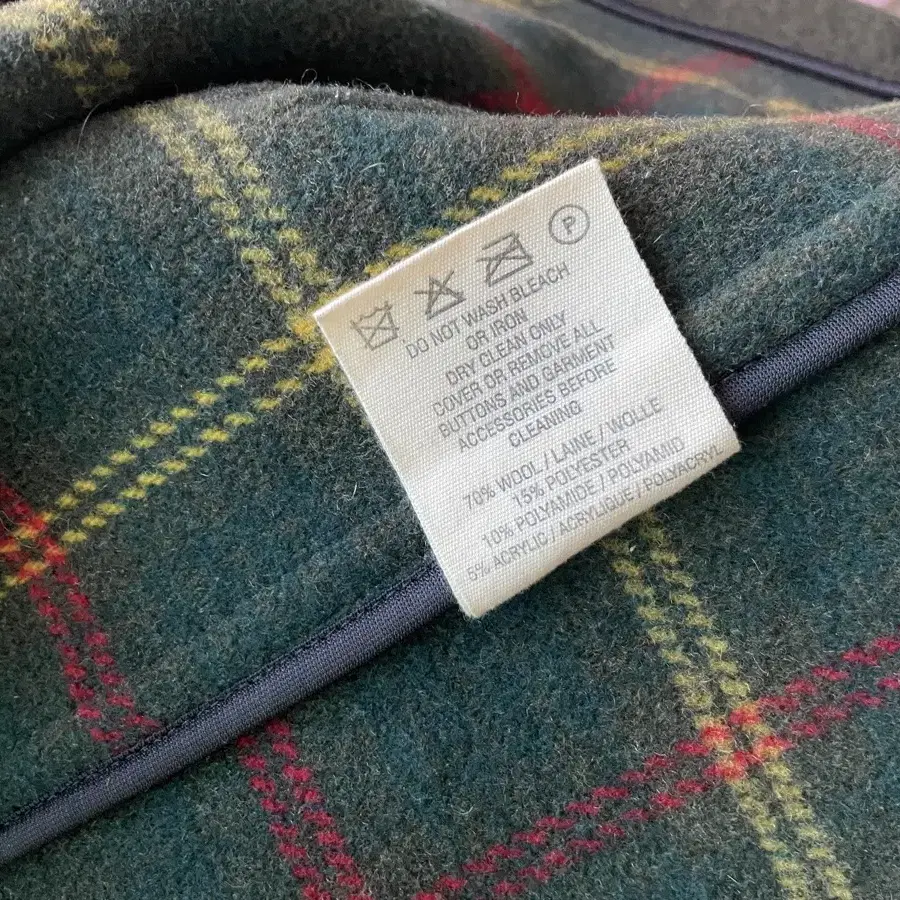 P
DO NOT WASH BLEACH
OR IRON
DRY CLEAN ONLY
COVER OR REMOVE ALL
BUTTONS AND GARMENT
ACCESSORIES BEFORE
CLEANING
70% WOOL / LAINE / WOLLE
15% POLYESTER
10% POLYAMIDE / POLYAMID
5% ACRYLIC / ACRYLIQUE / POLYACRYL